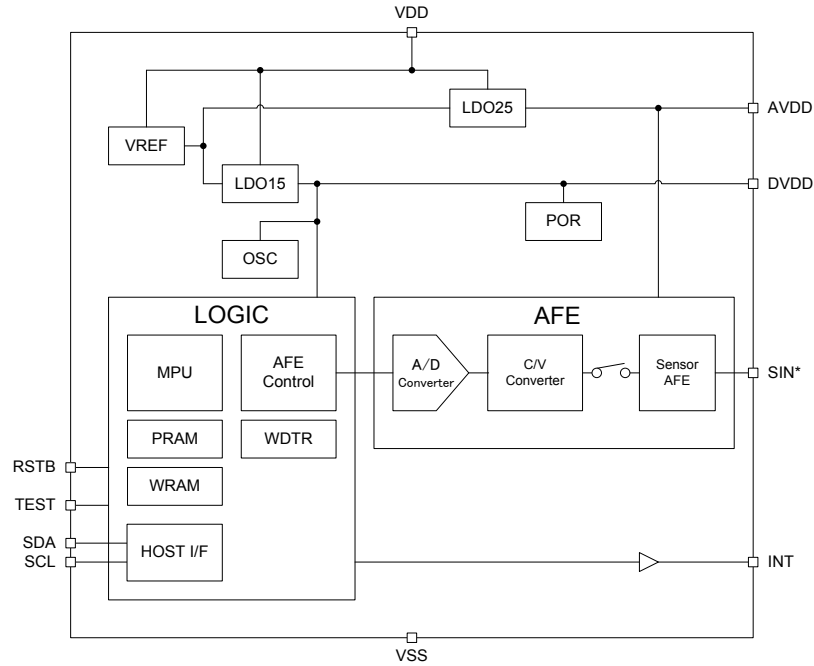 VDD
LDO25
AVDD
VREF
LDO15
DVDD
POR
OSC
LOGIC
AFE
MPU
AFE
Control
A/D
Converter
C/V
Converter
Sensor
AFE
SIN*
PRAM
WDTR
RSTB
WRAM
TEST
SDA
HOST I/F
SCL
INT
VSS